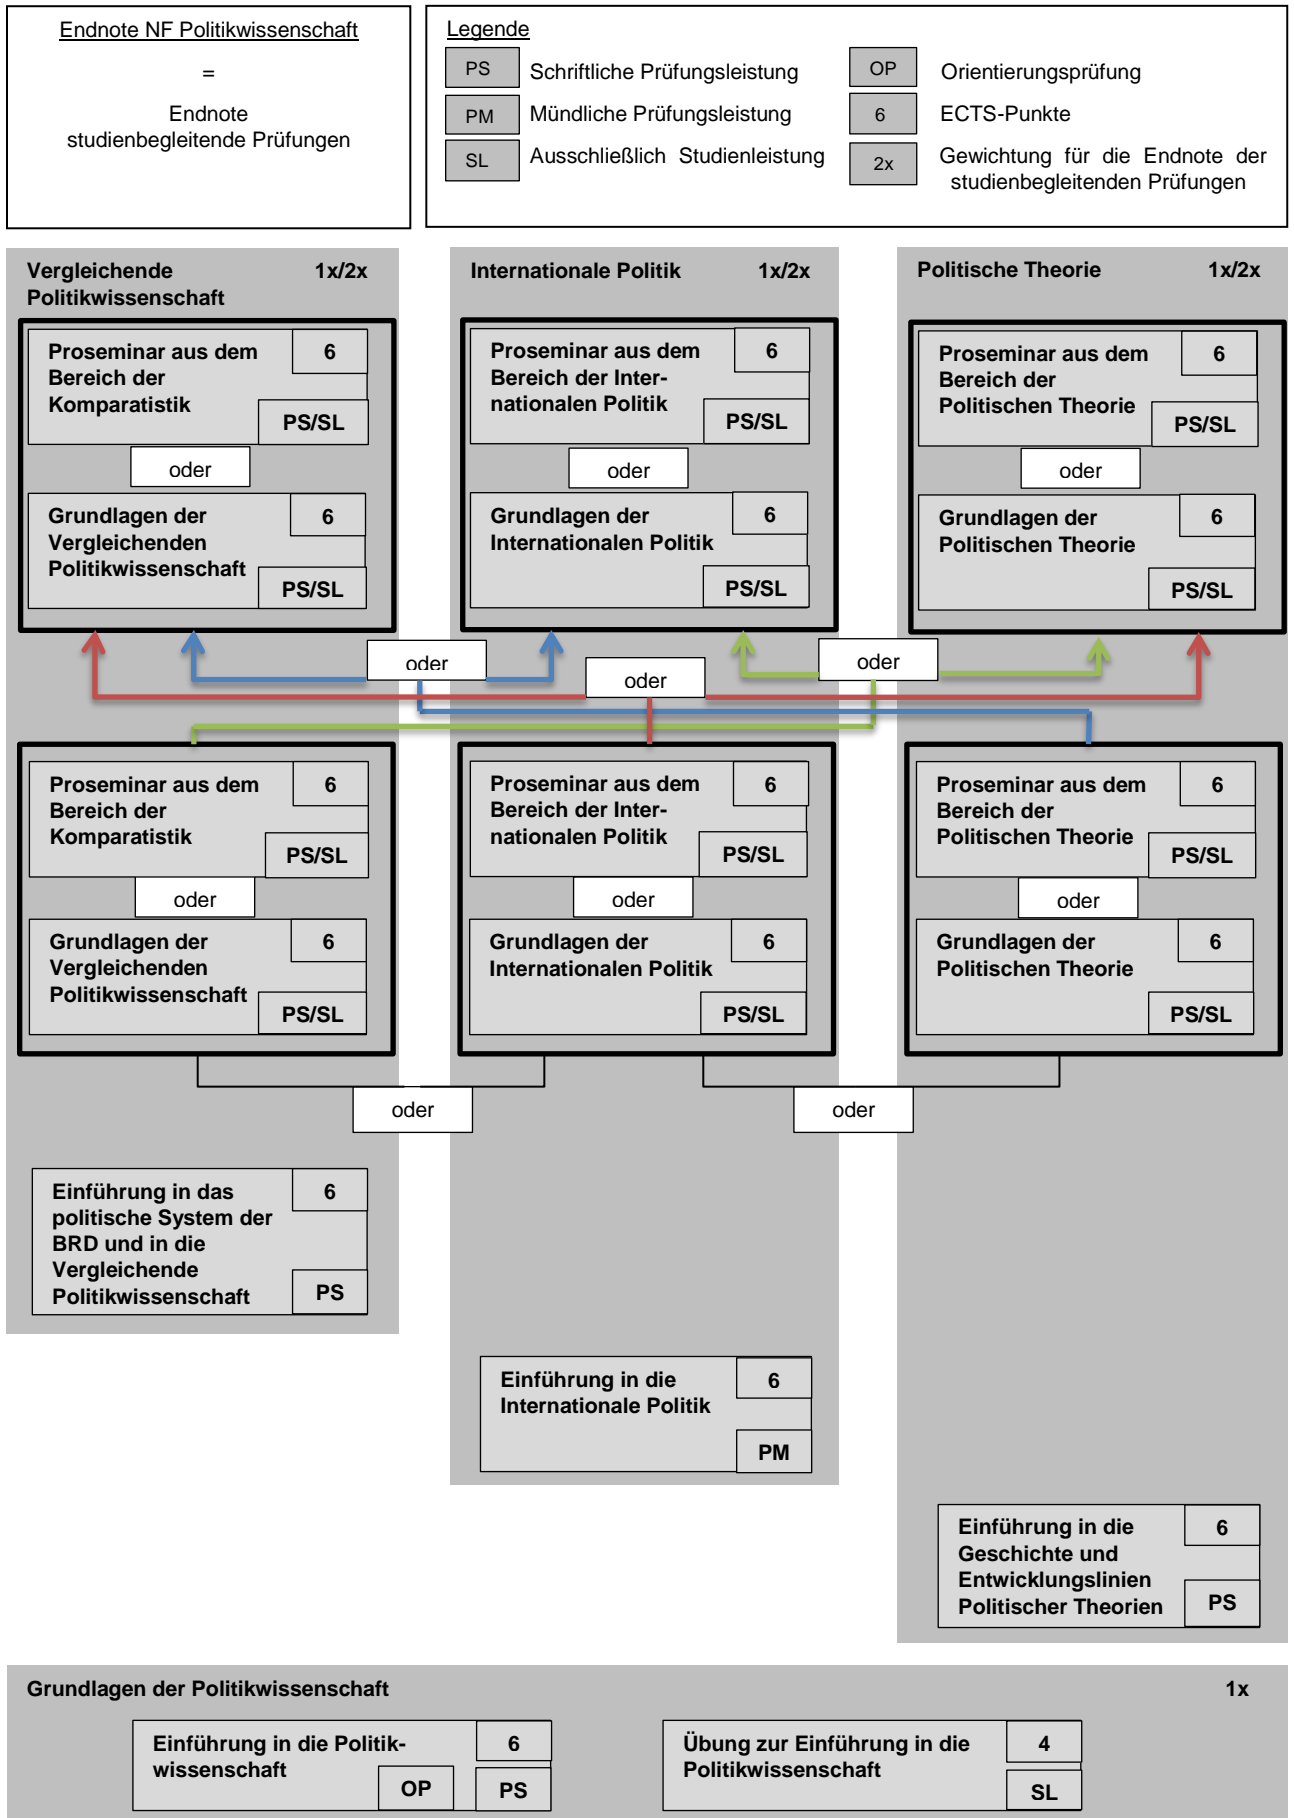 Endnote NF Politikwissenschaft
=
Endnote
studienbegleitende Prüfungen
Legende
PS Schriftliche Prüfungsleistung
PM Mündliche Prüfungsleistung
SL Ausschließlich Studienleistung
OP Orientierungsprüfung
6 ECTS-Punkte
2x Gewichtung für die Endnote der
studienbegleitenden Prüfungen
Vergleichende 1x/2x
Politikwissenschaft
Proseminar aus dem 6
Bereich der
Komparatistik
PS/SL
oder
Grundlagen der 6
Vergleichenden
Politikwissenschaft
PS/SL
Internationale Politik 1x/2x
Proseminar aus dem 6
Bereich der Inter-
nationalen Politik
PS/SL
oder
Grundlagen der 6
Internationalen Politik
PS/SL
Politische Theorie 1x/2x
Proseminar aus dem 6
Bereich der
Politischen Theorie
PS/SL
oder
Grundlagen der 6
Politischen Theorie
PS/SL
oder
oder
oder
Proseminar aus dem 6
Bereich der
Komparatistik
PS/SL
oder
Grundlagen der 6
Vergleichenden
Politikwissenschaft
PS/SL
Proseminar aus dem 6
Bereich der Inter-
nationalen Politik
PS/SL
oder
Grundlagen der 6
Internationalen Politik
PS/SL
Proseminar aus dem 6
Bereich der
Politischen Theorie
PS/SL
oder
Grundlagen der 6
Politischen Theorie
PS/SL
oder
oder
Einführung in das 6
politische System der
BRD und in die
Vergleichende
Politikwissenschaft PS
Einführung in die 6
Internationale Politik
PM
Einführung in die 6
Geschichte und
Entwicklungslinien
Politischer Theorien PS
Grundlagen der Politikwissenschaft 1x
Einführung in die Politik- 6
wissenschaft OP PS
Übung zur Einführung in die 4
Politikwissenschaft
SL